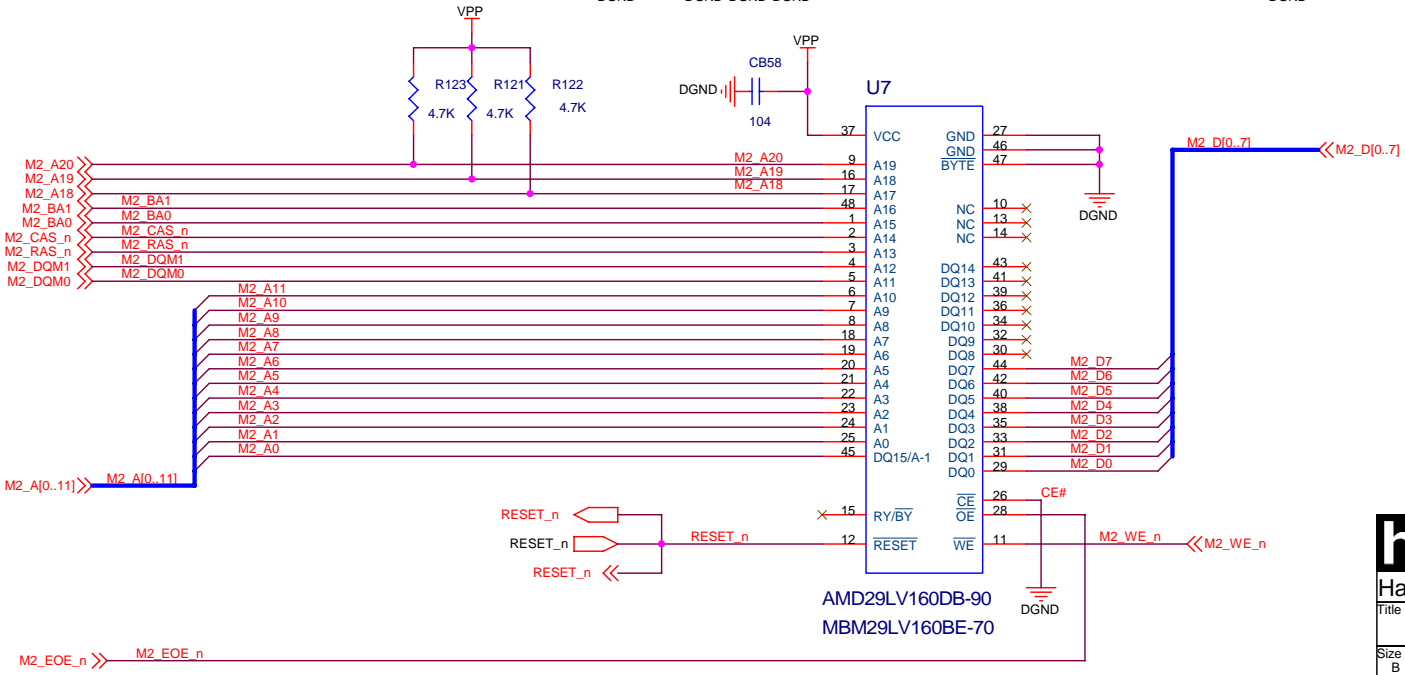 VPP
R123
4.7K
R121
4.7K
R122
4.7K
VPP
CB58
DGND
104
U7
37 VCC
9 A19
16 A18
17 A17
48 A16
1 A15
2 A14
3 A13
4 A12
5 A11
6 A10
7 A9
8 A8
18 A7
19 A6
20 A5
21 A4
22 A3
23 A2
24 A1
25 A0
45 DQ15/A-1
15 RY/BY
12 RESET
GND 27
GND 46
BYTE 47
NC 10
NC 13
NC 14
DQ14 43
DQ13 41
DQ12 39
DQ11 36
DQ10 34
DQ9 32
DQ8 30
DQ7 44
DQ6 42
DQ5 40
DQ4 38
DQ3 35
DQ2 33
DQ1 31
DQ0 29
CE 26
OE 28
WE 11
M2_A20
M2_A19
M2_A18
M2_BA1
M2_BA0
M2_CAS_n
M2_RAS_n
M2_DQM1
M2_DQM0
M2_A20
M2_A19
M2_A18
M2_BA1
M2_BA0
M2_CAS_n
M2_RAS_n
M2_DQM1
M2_DQM0
M2_A11
M2_A10
M2_A9
M2_A8
M2_A7
M2_A6
M2_A5
M2_A4
M2_A3
M2_A2
M2_A1
M2_A0
M2_A[0..11]
M2_A[0..11]
DGND
M2_D[0..7]
M2_D[0..7]
M2_D7
M2_D6
M2_D5
M2_D4
M2_D3
M2_D2
M2_D1
M2_D0
CE#
RESET_n
RESET_n
RESET_n
RESET_n
M2_WE_n
M2_WE_n
DGND
AMD29LV160DB-90
MBM29LV160BE-70
M2_EOE_n
M2_EOE_n
h
Ha
Title
Size
B